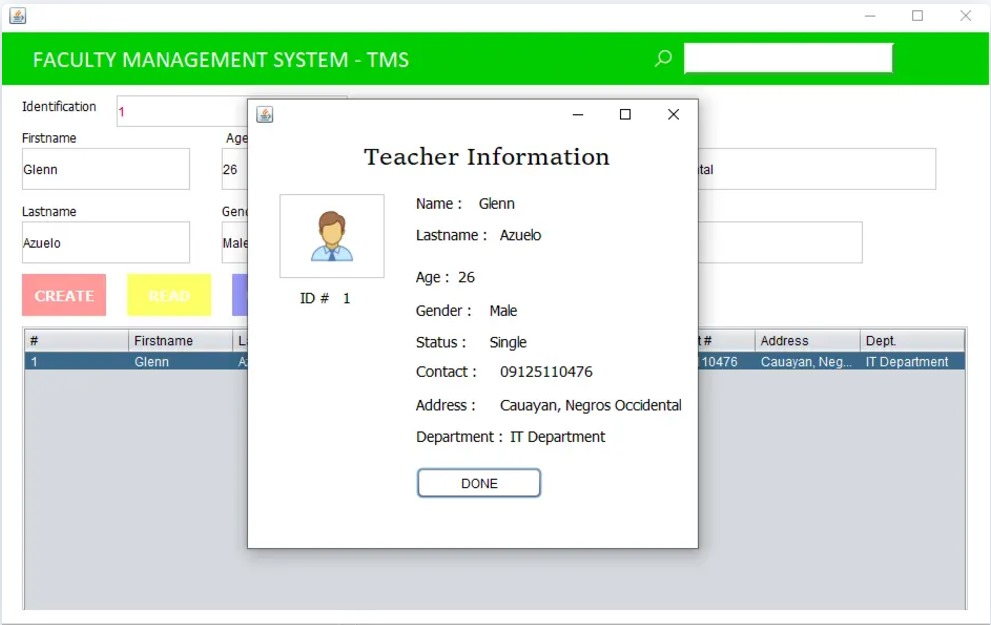 FACULTY MANAGEMENT SYSTEM - TMS
Identification
1
Firstname
Age
Glenn
26
Lastname
Azuelo
Male
CREATE
READ
Teacher Information
ID # 1
Name : Glenn
Lastname : Azuelo
Age : 26
Gender : Male
Status : Single
Contact : 09125110476
Address : Cauayan, Negros Occidental
Department : IT Department
DONE
# Firstname Address Dept.
1 Glenn 10476 Cauayan, Neg... IT Department